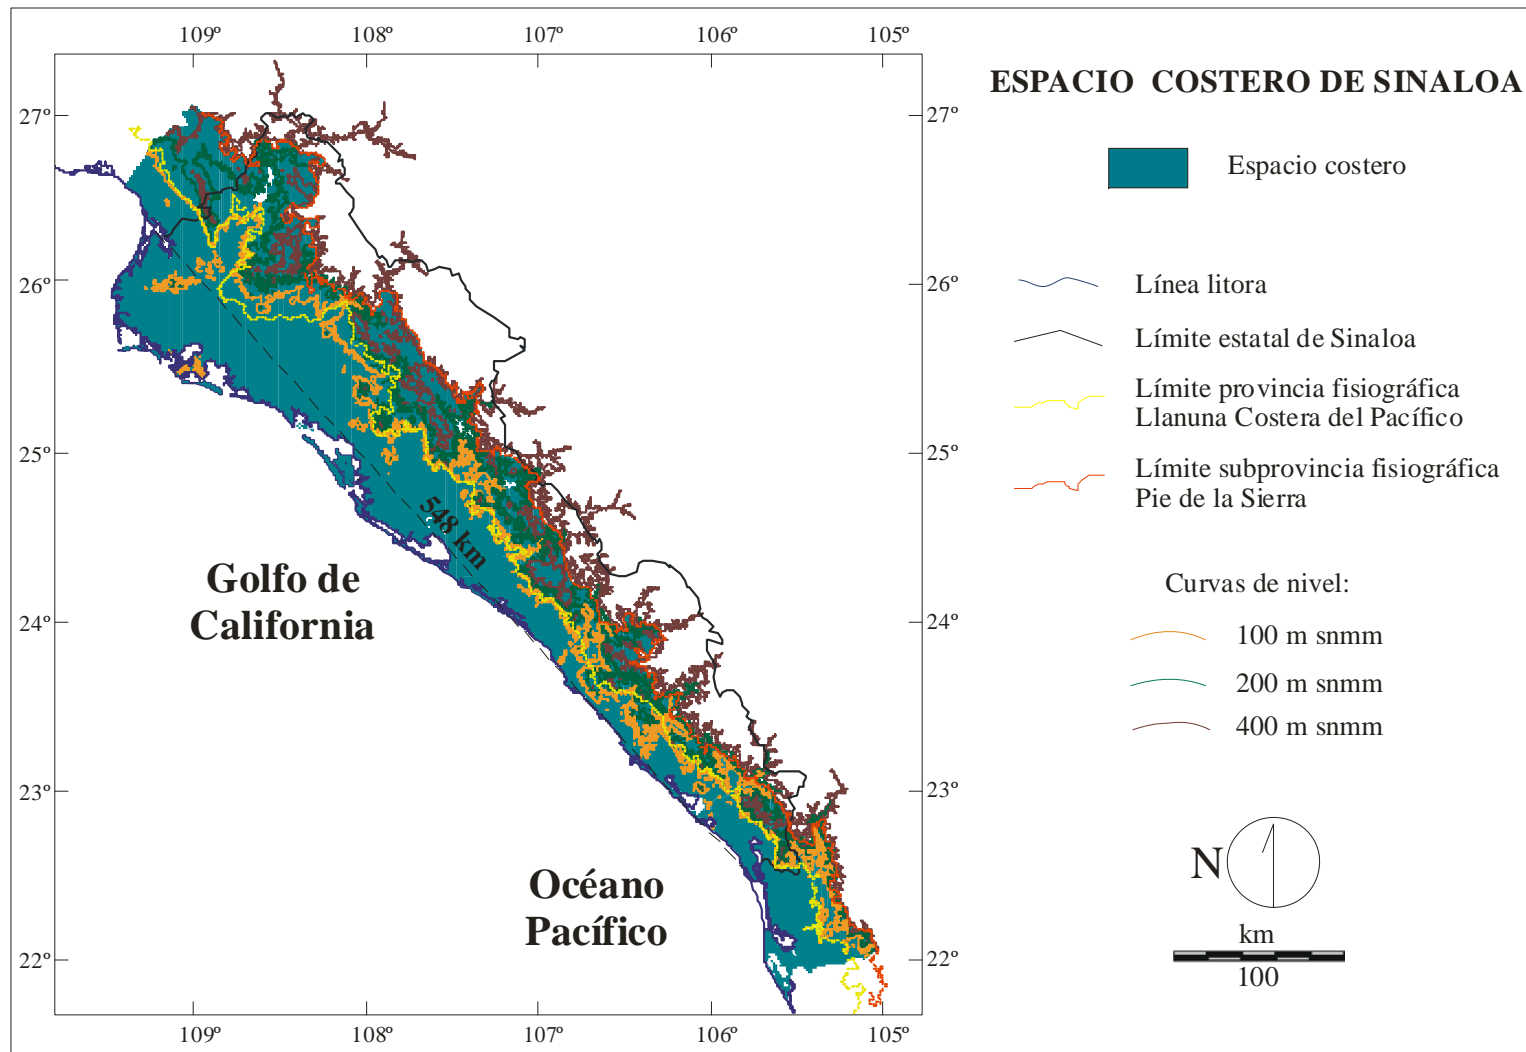 109º 108º 107º 106º 105º
ESPACIO COSTERO DE SINALOA
27º 27º
Espacio costero
26º 26º
Línea litora
Límite estatal de Sinaloa
Límite provincia fisiográfica
Llanuna Costera del Pacífico
25º 25º
Límite subprovincia fisiográfica
Pie de la Sierra
548 km
Golfo de
California
Curvas de nivel:
24º 24º
100 m snmm
200 m snmm
400 m snmm
23º 23º
N
Océano
Pacífico
km
100
22º 22º
109º 108º 107º 106º 105º